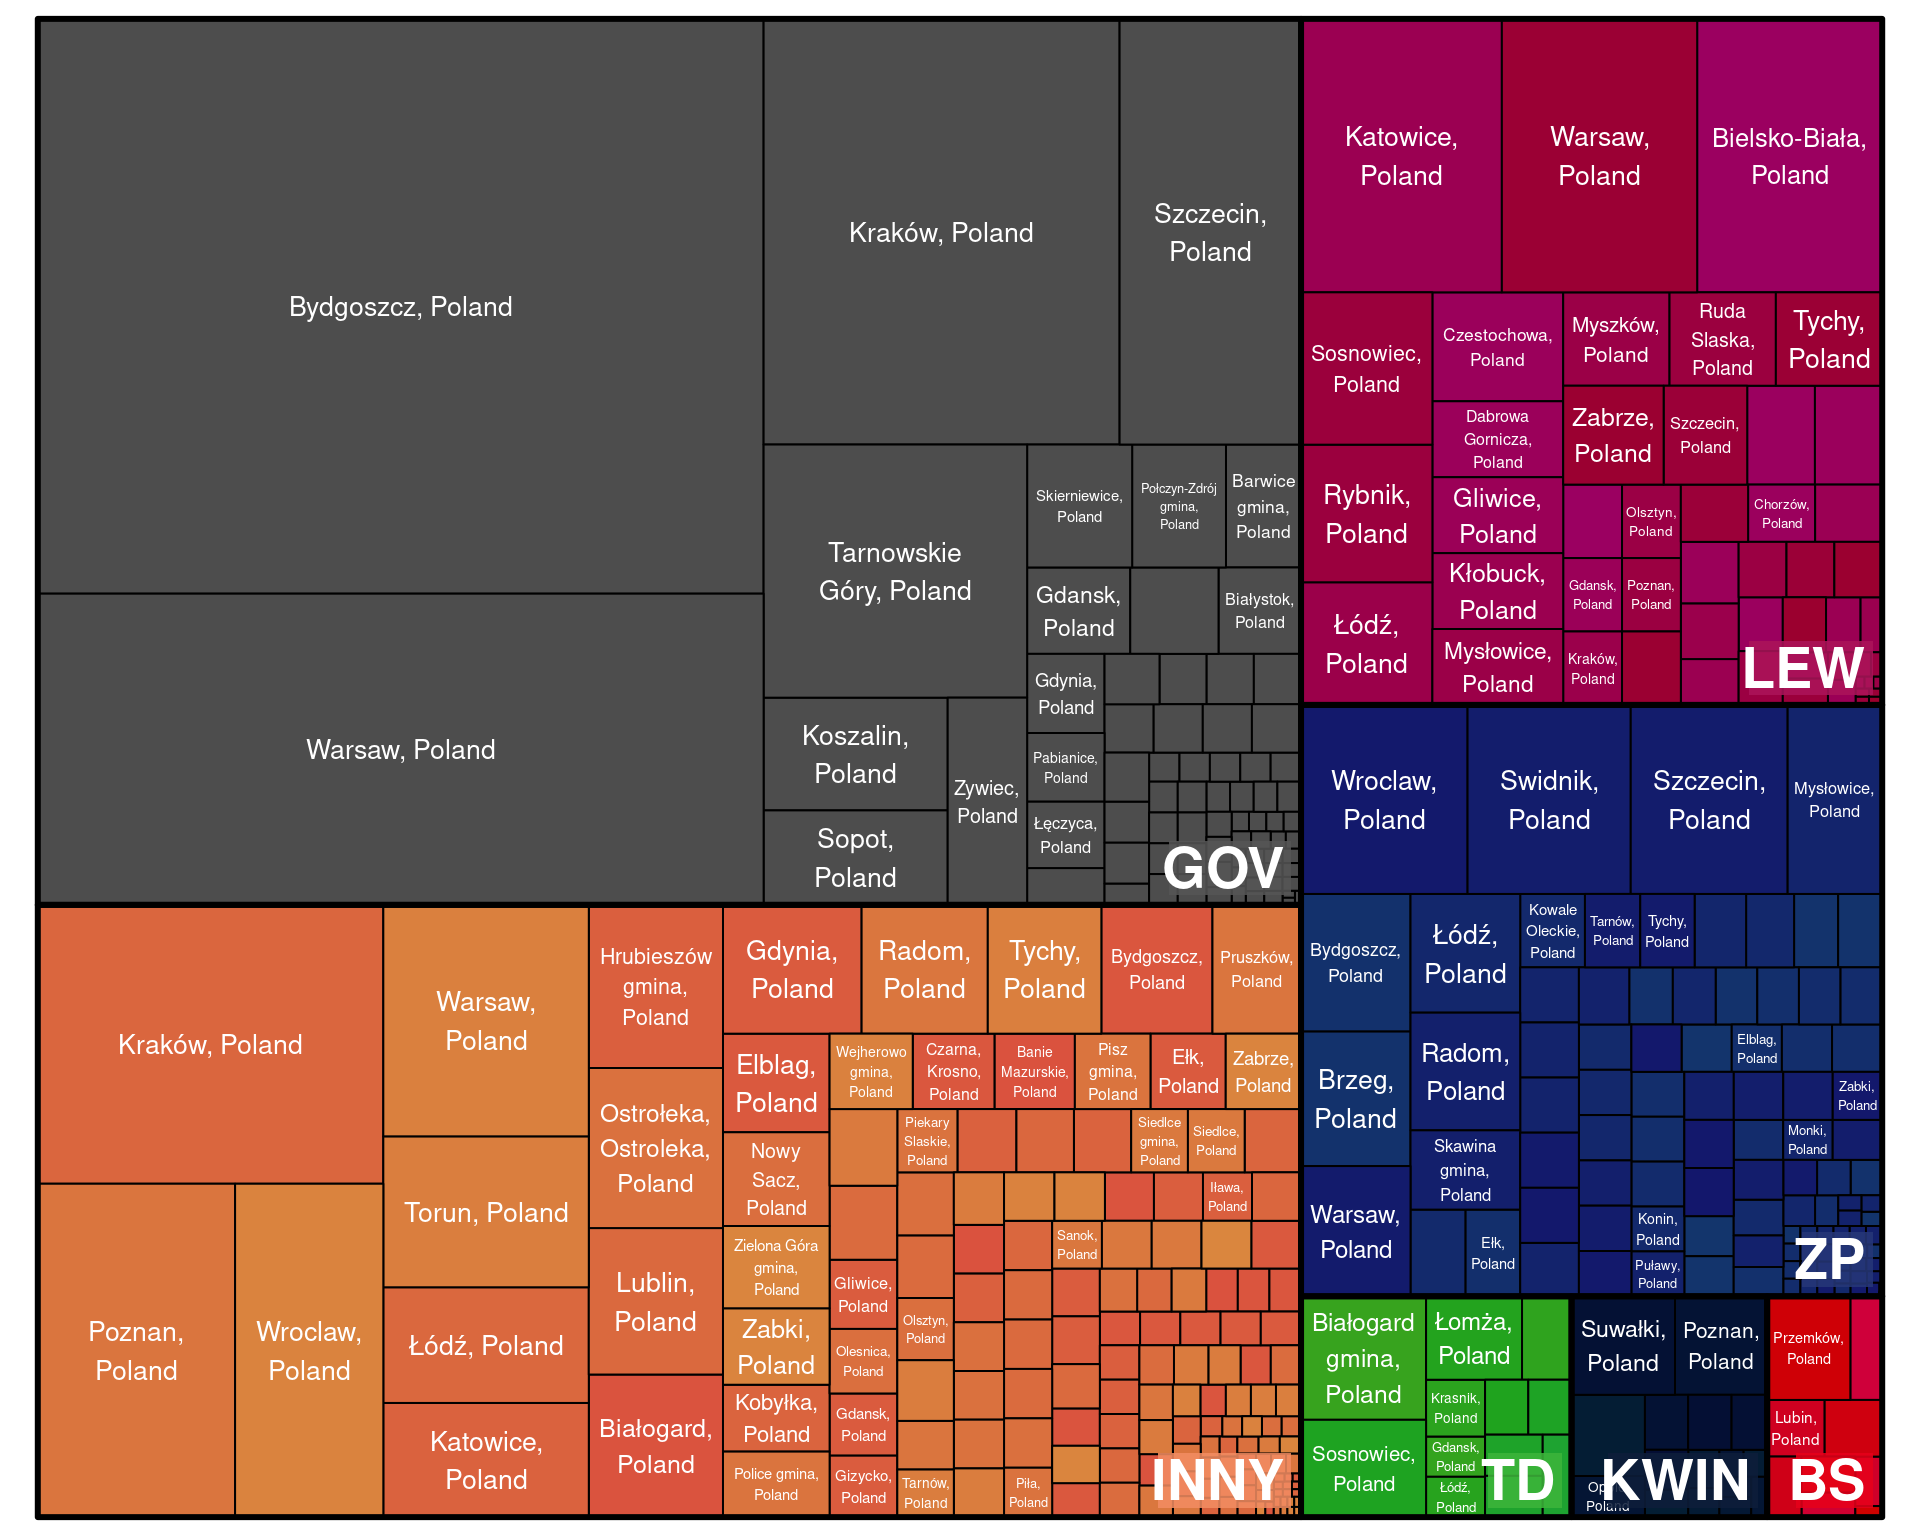 Bydgoszcz, Poland
Warsaw, Poland
Kraków, Poland
Szczecin,
Poland
Tarnowskie
Góry, Poland
Koszalin,
Poland
Sopot,
Poland
Zywiec,
Poland
Skierniewice,
Poland
Połczyn-Zdrój
gmina,
Poland
Barwice
gmina,
Poland
Gdansk,
Poland
Białystok,
Poland
Gdynia,
Poland
Pabianice,
Poland
Łęczyca,
Poland
GOV
Katowice,
Poland
Warsaw,
Poland
Bielsko-Biała,
Poland
Sosnowiec,
Poland
Rybnik,
Poland
Łódź,
Poland
Czestochowa,
Poland
Dabrowa
Gornicza,
Poland
Gliwice,
Poland
Kłobuck,
Poland
Mysłowice,
Poland
Myszków,
Poland
Ruda
Slaska,
Poland
Tychy,
Poland
Zabrze,
Poland
Szczecin,
Poland
Olsztyn,
Poland
Chorzów,
Poland
Gdansk,
Poland
Poznan,
Poland
Kraków,
Poland
LEW
Wroclaw,
Poland
Swidnik,
Poland
Szczecin,
Poland
Mysłowice,
Poland
Bydgoszcz,
Poland
Brzeg,
Poland
Warsaw,
Poland
Łódź,
Poland
Radom,
Poland
Skawina
gmina,
Poland
Ełk,
Poland
Kowale
Oleckie,
Poland
Tarnów,
Poland
Tychy,
Poland
Elblag,
Poland
Zabki,
Poland
Monki,
Poland
Konin,
Poland
Puławy,
Poland
ZP
Kraków, Poland
Poznan,
Poland
Wroclaw,
Poland
Warsaw,
Poland
Torun, Poland
Łódź, Poland
Katowice,
Poland
Hrubieszów
gmina,
Poland
Ostrołeka,
Ostroleka,
Poland
Lublin,
Poland
Białogard,
Poland
Gdynia,
Poland
Radom,
Poland
Tychy,
Poland
Bydgoszcz,
Poland
Pruszków,
Poland
Elblag,
Poland
Nowy
Sacz,
Poland
Zielona Góra
gmina,
Poland
Zabki,
Poland
Kobyłka,
Poland
Police gmina,
Poland
Wejherowo
gmina,
Poland
Czarna,
Krosno,
Poland
Banie
Mazurskie,
Poland
Pisz
gmina,
Poland
Ełk,
Poland
Zabrze,
Poland
Gliwice,
Poland
Olesnica,
Poland
Gdansk,
Poland
Gizycko,
Poland
Piekary
Slaskie,
Poland
Siedlce
gmina,
Poland
Siedlce,
Poland
Iława,
Poland
Sanok,
Poland
Olsztyn,
Poland
Tarnów,
Poland
Piła,
Poland
INNY
Białogard
gmina,
Poland
Sosnowiec,
Poland
Łomża,
Poland
Krasnik,
Poland
Gdansk,
Poland
Łódź,
Poland
TD
Suwałki,
Poland
Poznan,
Poland
Poland
KWIN
Przemków,
Poland
Lubin,
Poland
BS